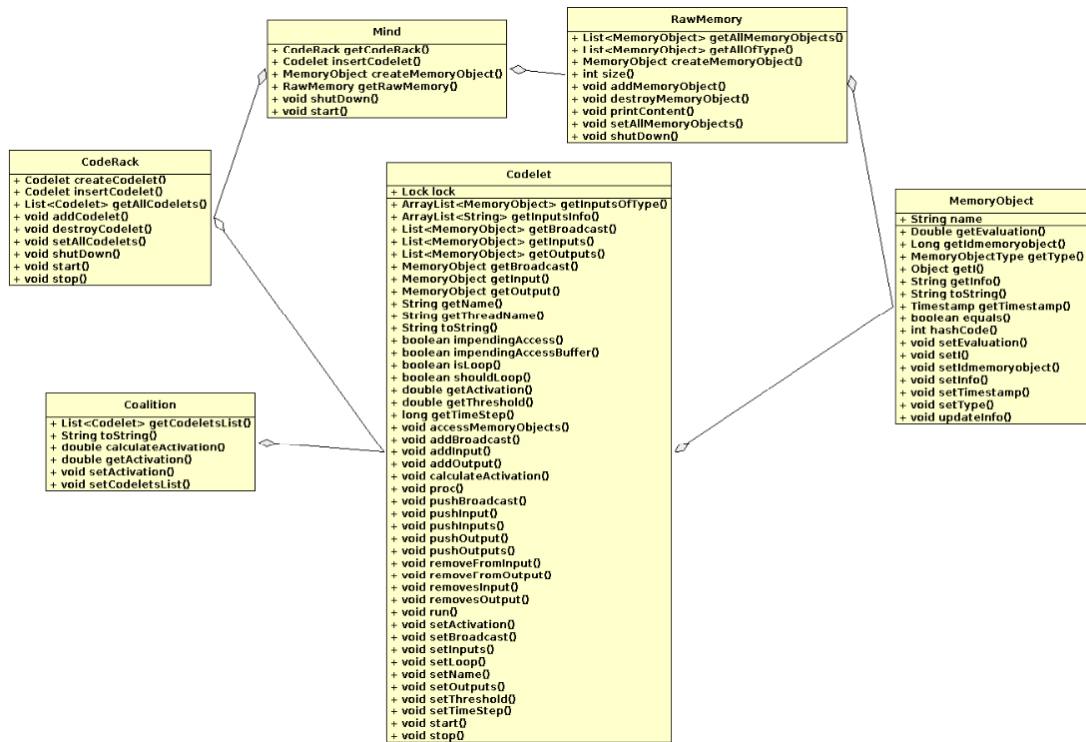 Mind
+ CodeRack getCodeRack()
+ Codelet insertCodelet()
+ MemoryObject createMemoryObject()
+ RawMemory getRawMemory()
+ void shutDown()
+ void start()
RawMemory
+ List<MemoryObject> getAllMemoryObjects()
+ List<MemoryObject> getAllOfType()
+ MemoryObject createMemoryObject()
+ int size()
+ void addMemoryObject()
+ void destroyMemoryObject()
+ void printContent()
+ void setAllMemoryObjects()
+ void shutDown()
CodeRack
+ Codelet createCodelet()
+ Codelet insertCodelet()
+ List<Codelet> getAllCodelets()
+ void addCodelet()
+ void destroyCodelet()
+ void setAllCodelets()
+ void shutDown()
+ void start()
+ void stop()
Codelet
+ Lock lock
+ ArrayList<MemoryObject> getInputsOfType()
+ ArrayList<String> getInputsInfo()
+ List<MemoryObject> getBroadcast()
+ List<MemoryObject> getInputs()
+ List<MemoryObject> getOutputs()
+ MemoryObject getBroadcast()
+ MemoryObject getInput()
+ MemoryObject getOutput()
+ String getName()
+ String getThreadName()
+ String toString()
+ boolean impendingAccess()
+ boolean impendingAccessBuffer()
+ boolean isLoop()
+ boolean shouldLoop()
+ double getActivation()
+ double getThreshold()
+ long getTimeStep()
+ void accessMemoryObjects()
+ void addBroadcast()
+ void addInput()
+ void addOutput()
+ void calculateActivation()
+ void proc()
+ void pushBroadcast()
+ void pushInput()
+ void pushInputs()
+ void pushOutput()
+ void pushOutputs()
+ void removeFromInput()
+ void removeFromOutput()
+ void removesInput()
+ void removesOutput()
+ void run()
+ void setActivation()
+ void setBroadcast()
+ void setInputs()
+ void setLoop()
+ void setName()
+ void setOutputs()
+ void setThreshold()
+ void setTimeStep()
+ void start()
+ void stop()
MemoryObject
+ String name
+ Double getEvaluation()
+ Long getIdmemoryobject()
+ MemoryObjectType getType()
+ Object getI()
+ String getInfo()
+ String toString()
+ Timestamp getTimestamp()
+ boolean equals()
+ int hashCode()
+ void setEvaluation()
+ void setI()
+ void setIdmemoryobject()
+ void setInfo()
+ void setTimestamp()
+ void setType()
+ void updateInfo()
Coalition
+ List<Codelet> getCodeletsList()
+ String toString()
+ double calculateActivation()
+ double getActivation()
+ void setActivation()
+ void setCodeletsList()